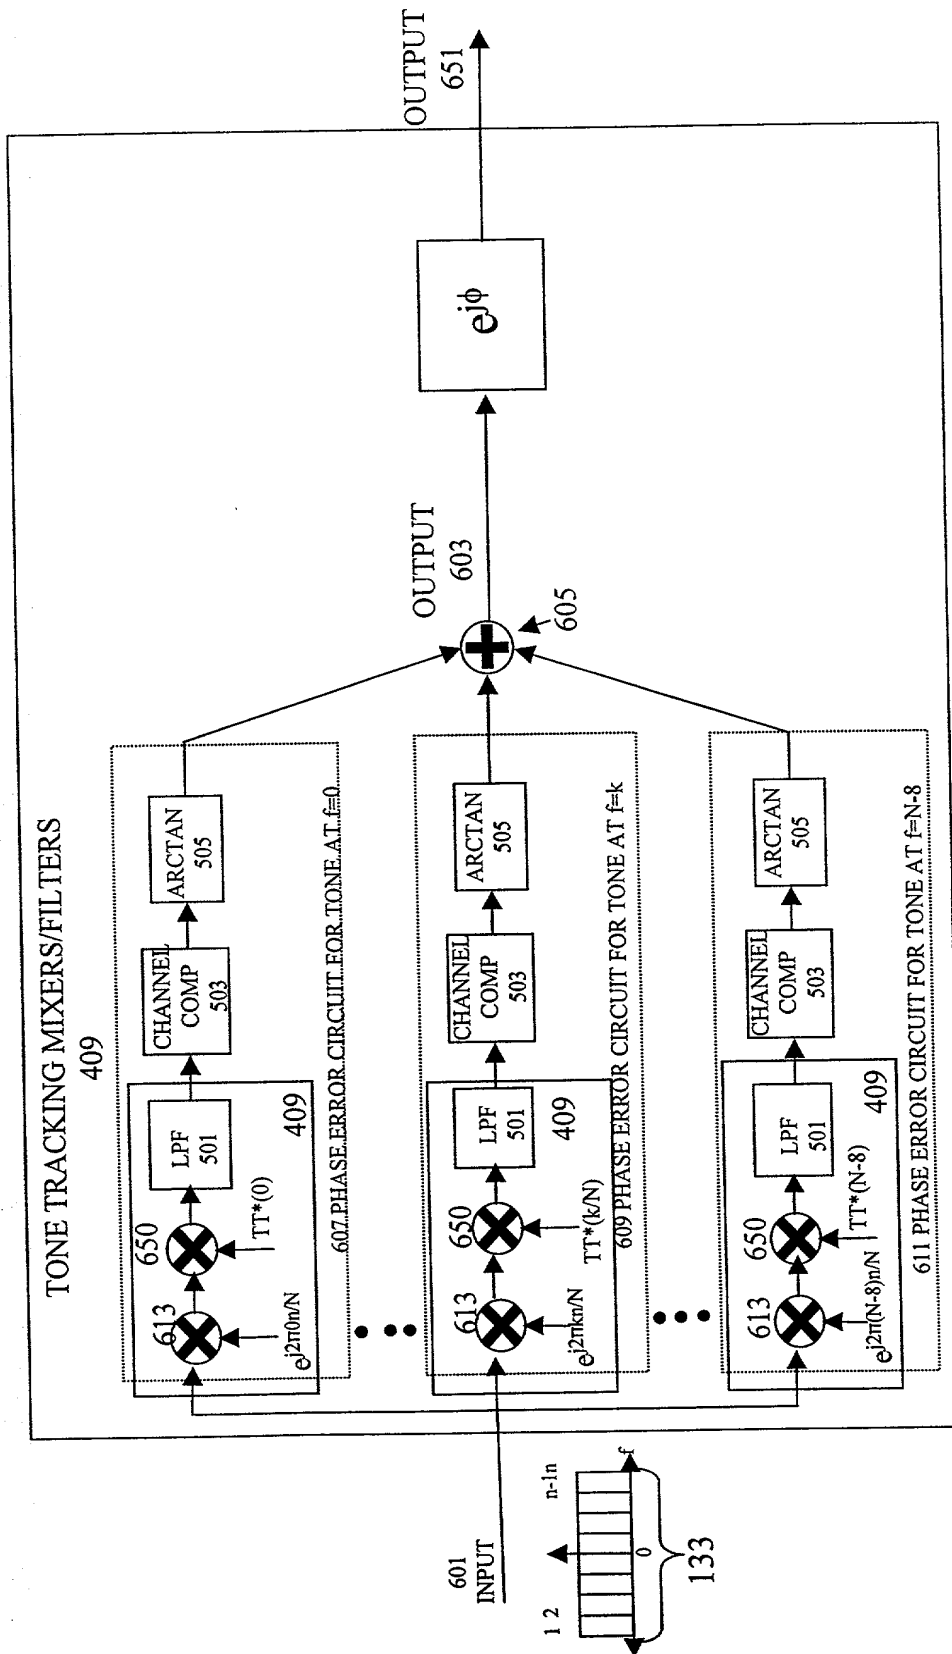 TONE TRACKING MIXERS/FILTERS
409
613
650
LPF
501
CHANNEL
COMP
503
ARCTAN
505
e^{j2π0n/N}
TT*(0)
409
607 PHASE ERROR CIRCUIT FOR TONE AT f=0
613
650
LPF
501
CHANNEL
COMP
503
ARCTAN
505
e^{j2πkn/N}
TT*(k/N)
409
609 PHASE ERROR CIRCUIT FOR TONE AT f=k
613
650
LPF
501
CHANNEL
COMP
503
ARCTAN
505
e^{j2π(N-8)n/N}
TT*(N-8)
409
611 PHASE ERROR CIRCUIT FOR TONE AT f=N-8
601
INPUT
1 2
n-1n
f
0
133
OUTPUT
603
605
e^{jϕ}
OUTPUT
651